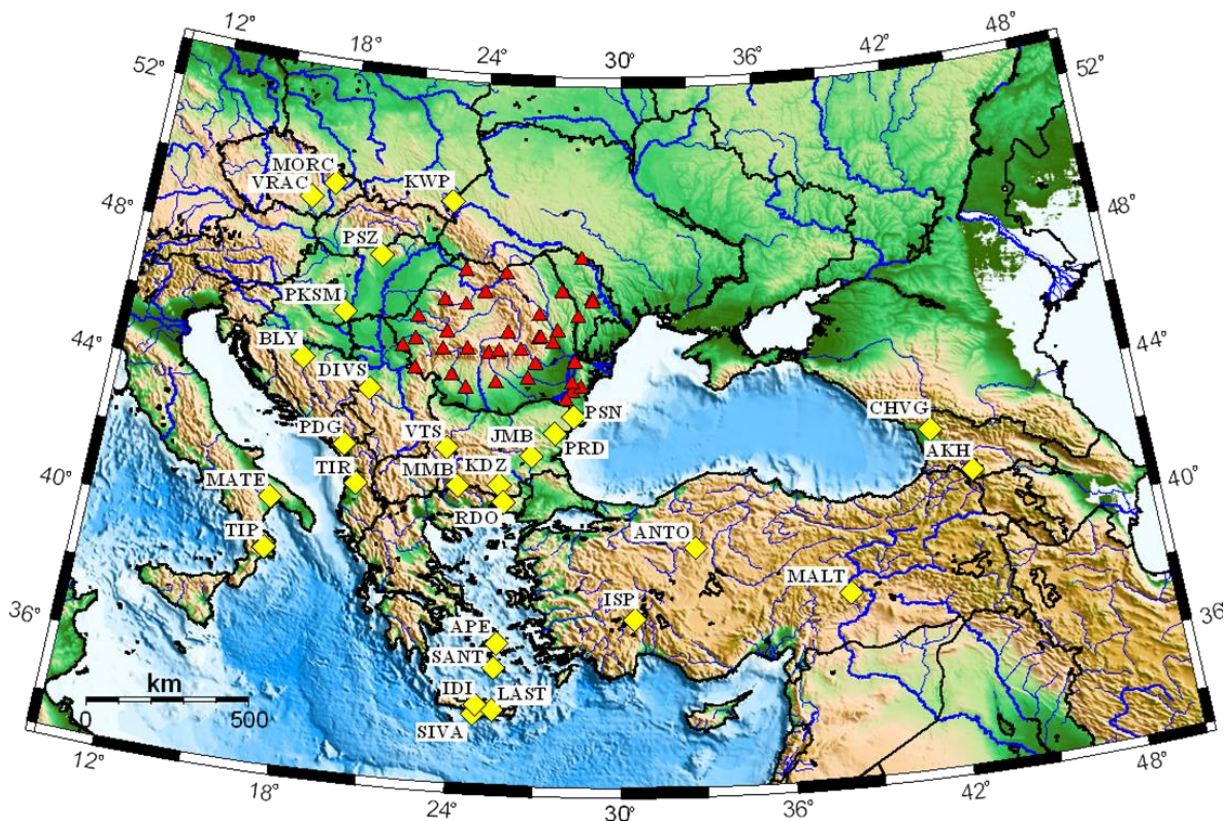 12° 18° 24° 30° 36° 42° 48°
52° 52°
MORC
VRAC
KWP
48° 48°
PSZ
PKSM
BLY
44° 44°
DIVS
PSN
CHVG
PDG VTS JMB PRD
AKH
TIR MMB KDZ
MATE
40° 40°
RDO
TIP
ANTO
MALT
ISP
36° 36°
APE
SANT
km
IDI LAST
0 500
SIVA
12° 18° 24° 30° 36° 42° 48°